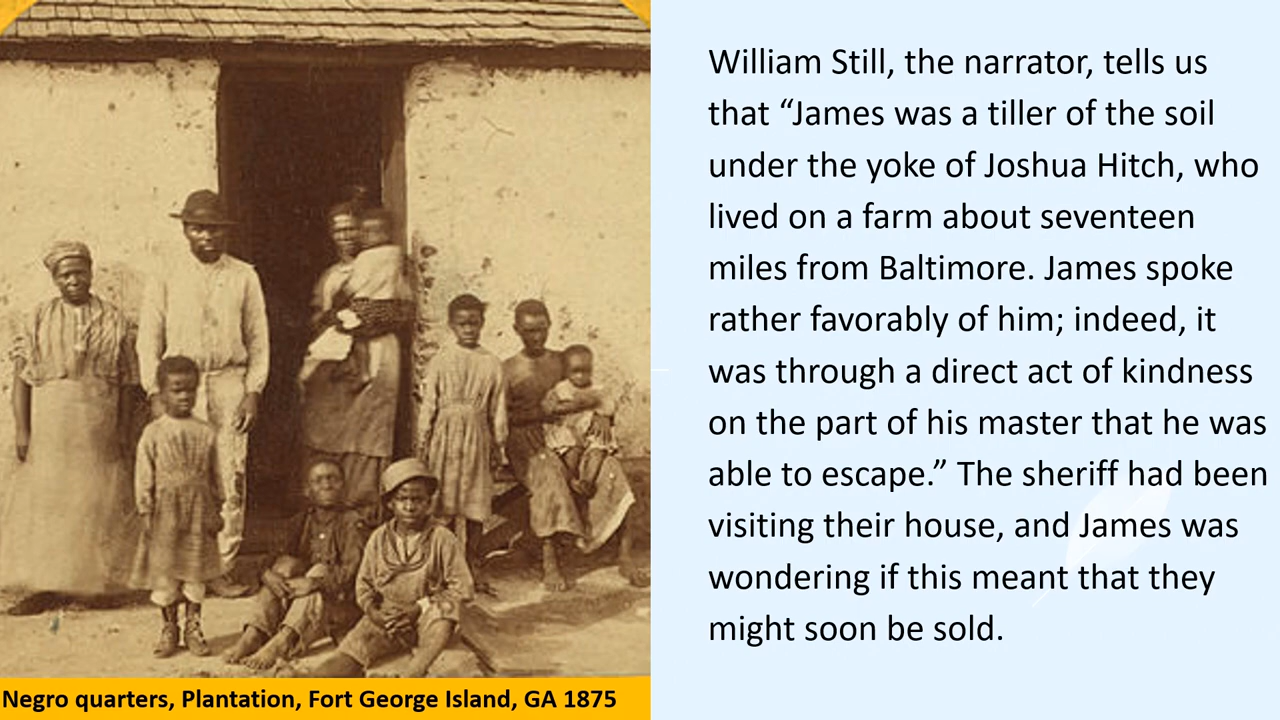 William Still, the narrator, tells us
that “James was a tiller of the soil
under the yoke of Joshua Hitch, who
lived on a farm about seventeen
miles from Baltimore. James spoke
rather favorably of him; indeed, it
was through a direct act of kindness
on the part of his master that he was
able to escape.” The sheriff had been
visiting their house, and James was
wondering if this meant that they
might soon be sold.
Negro quarters, Plantation, Fort George Island, GA 1875